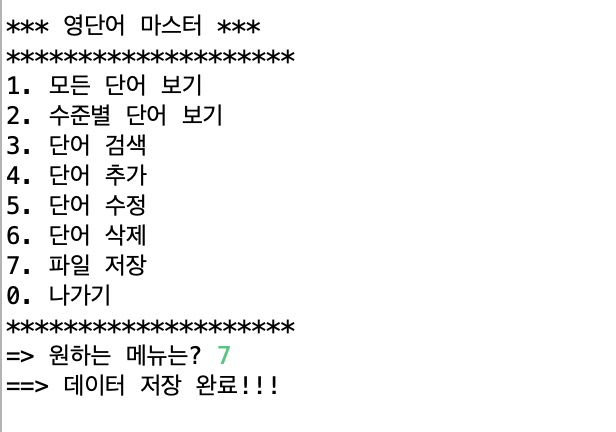 *** 영단어 마스터 ***
********************
1. 모든 단어 보기
2. 수준별 단어 보기
3. 단어 검색
4. 단어 추가
5. 단어 수정
6. 단어 삭제
7. 파일 저장
0. 나가기
********************
=> 원하는 메뉴는? 7
==> 데이터 저장 완료!!!